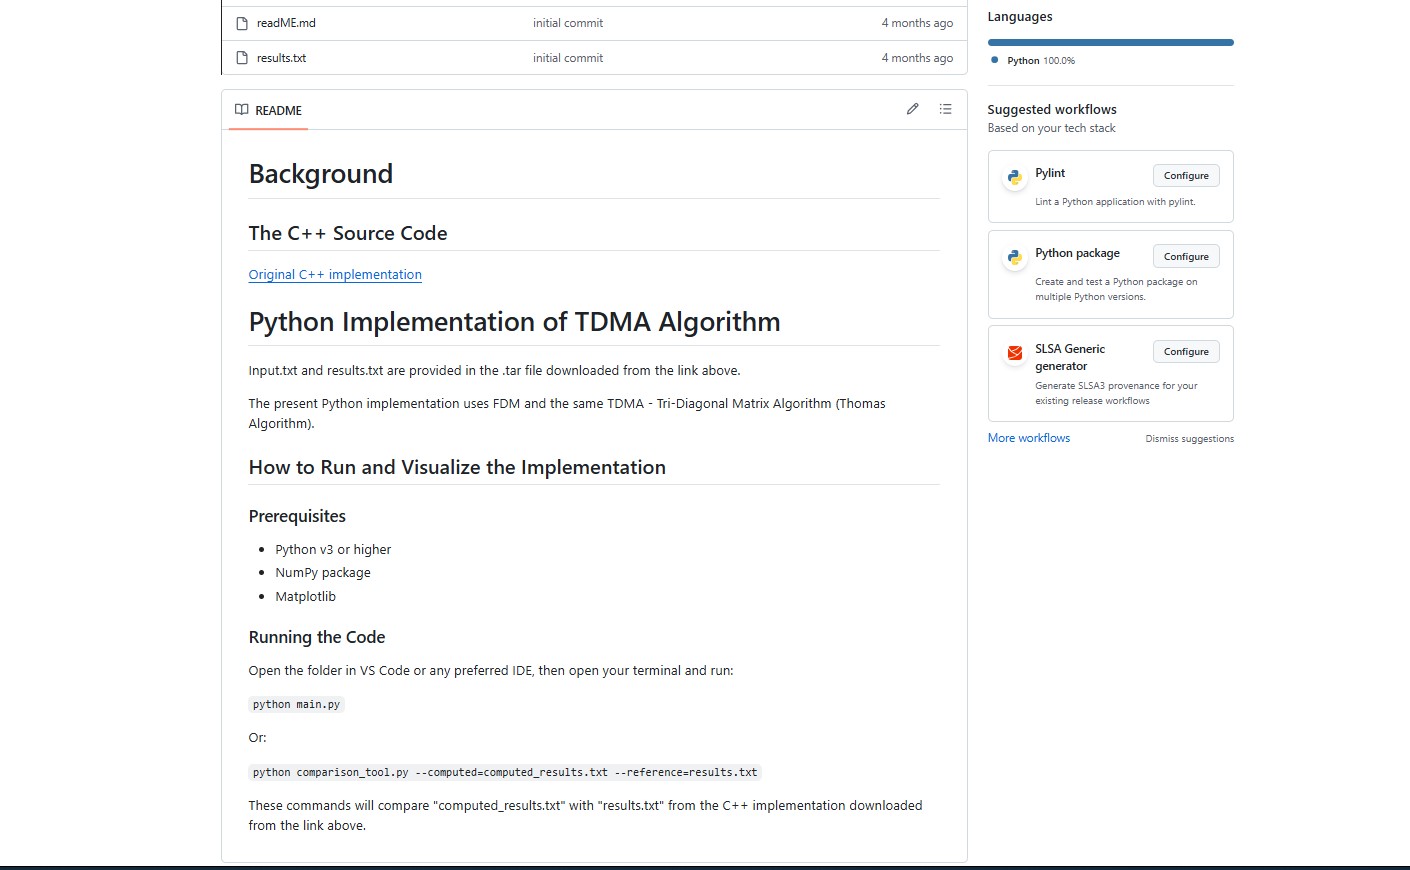 readME.md initial commit 4 months ago
results.txt initial commit 4 months ago
README
Background
The C++ Source Code
Original C++ implementation
Python Implementation of TDMA Algorithm
Input.txt and results.txt are provided in the .tar file downloaded from the link above.
The present Python implementation uses FDM and the same TDMA - Tri-Diagonal Matrix Algorithm (Thomas
Algorithm).
How to Run and Visualize the Implementation
Prerequisites
• Python v3 or higher
• NumPy package
• Matplotlib
Running the Code
Open the folder in VS Code or any preferred IDE, then open your terminal and run:
python main.py
Or:
python comparison_tool.py --computed=computed_results.txt --reference=results.txt
These commands will compare "computed_results.txt" with "results.txt" from the C++ implementation downloaded
from the link above.
Languages
Python 100.0%
Suggested workflows
Based on your tech stack
Pylint Configure
Lint a Python application with pylint.
Python package Configure
Create and test a Python package on
multiple Python versions.
SLSA Generic
generator Configure
Generate SLSA3 provenance for your
existing release workflows
More workflows Dismiss suggestions